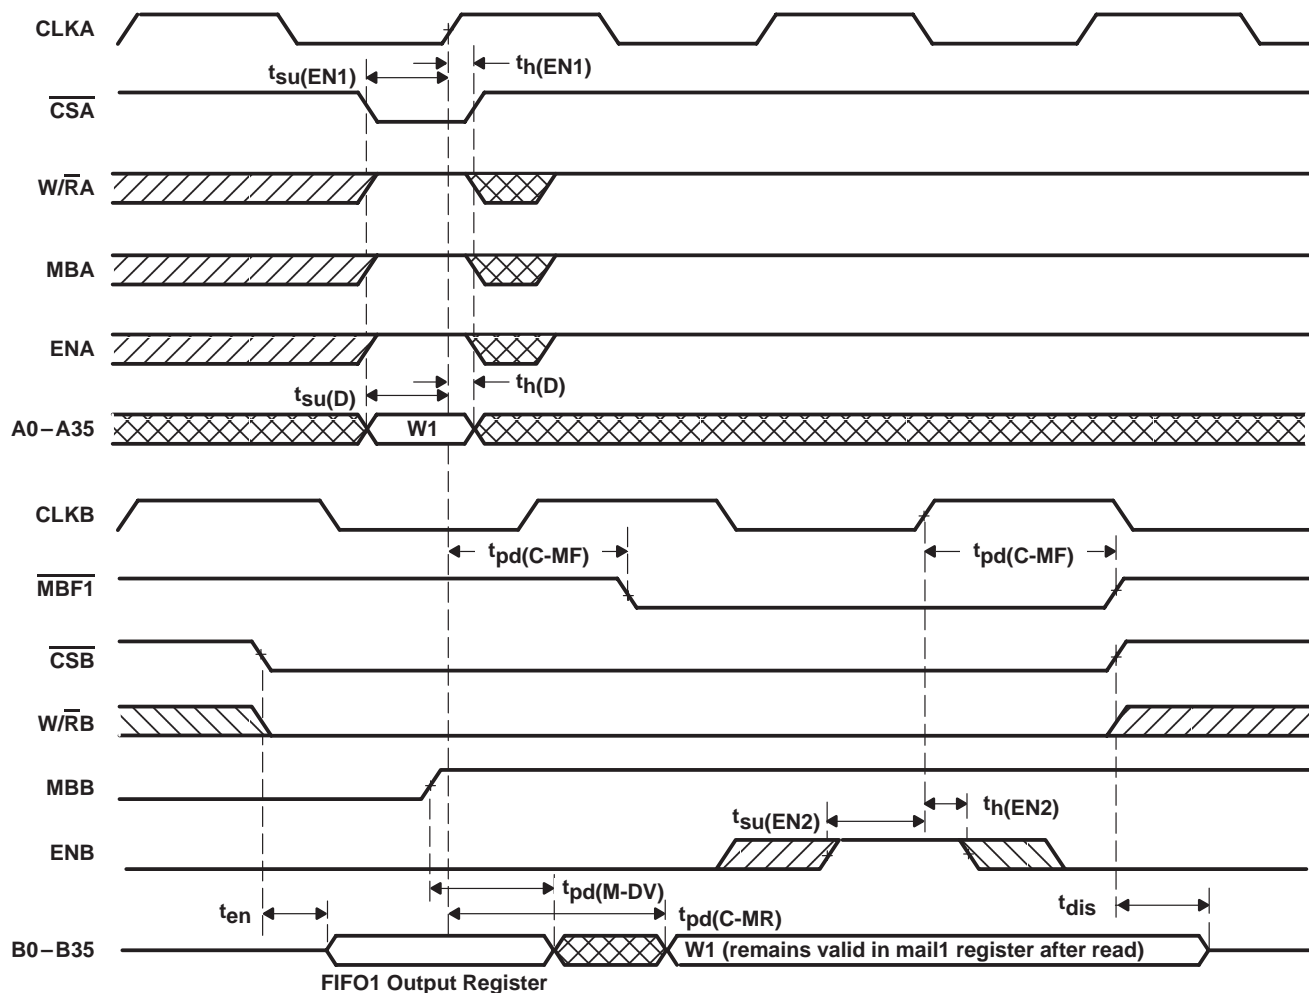 CLKA
tsu(EN1)
th(EN1)
CSA
W/RA
MBA
ENA
tsu(D)
th(D)
A0–A35
W1
CLKB
tpd(C-MF)
tpd(C-MF)
MBF1
CSB
W/RB
MBB
tsu(EN2)
th(EN2)
ENB
tpd(M-DV)
ten
tpd(C-MR)
tdis
B0–B35
W1 (remains valid in mail1 register after read)
FIFO1 Output Register